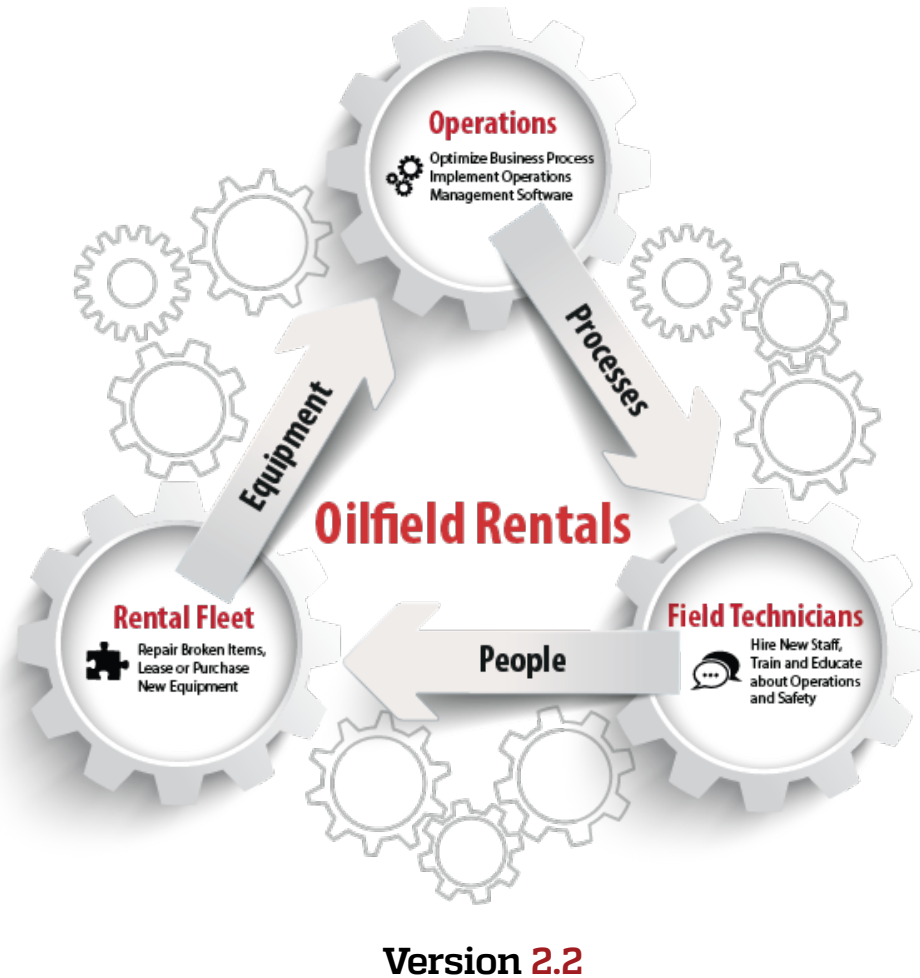 Operations
Optimize Business Process
Implement Operations
Management Software
Processes
Equipment
Oilfield Rentals
Rental Fleet
Repair Broken Items,
Lease or Purchase
New Equipment
People
Field Technicians
Hire New Staff,
Train and Educate
about Operations
and Safety
Version 2.2